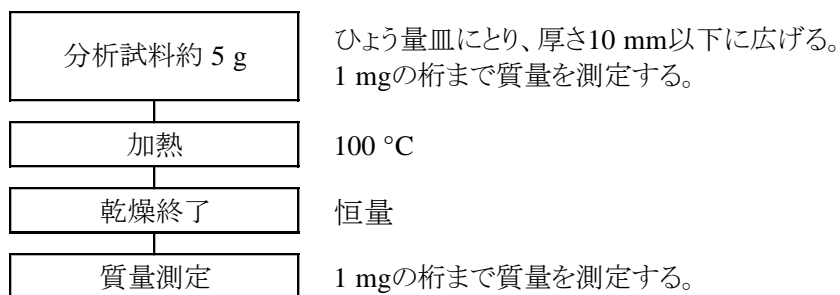 分析試料約 5 g
ひょう量皿にとり、厚さ10 mm以下に広げる。
1 mgの桁まで質量を測定する。
加熱
100 °C
乾燥終了
恒量
質量測定
1 mgの桁まで質量を測定する。